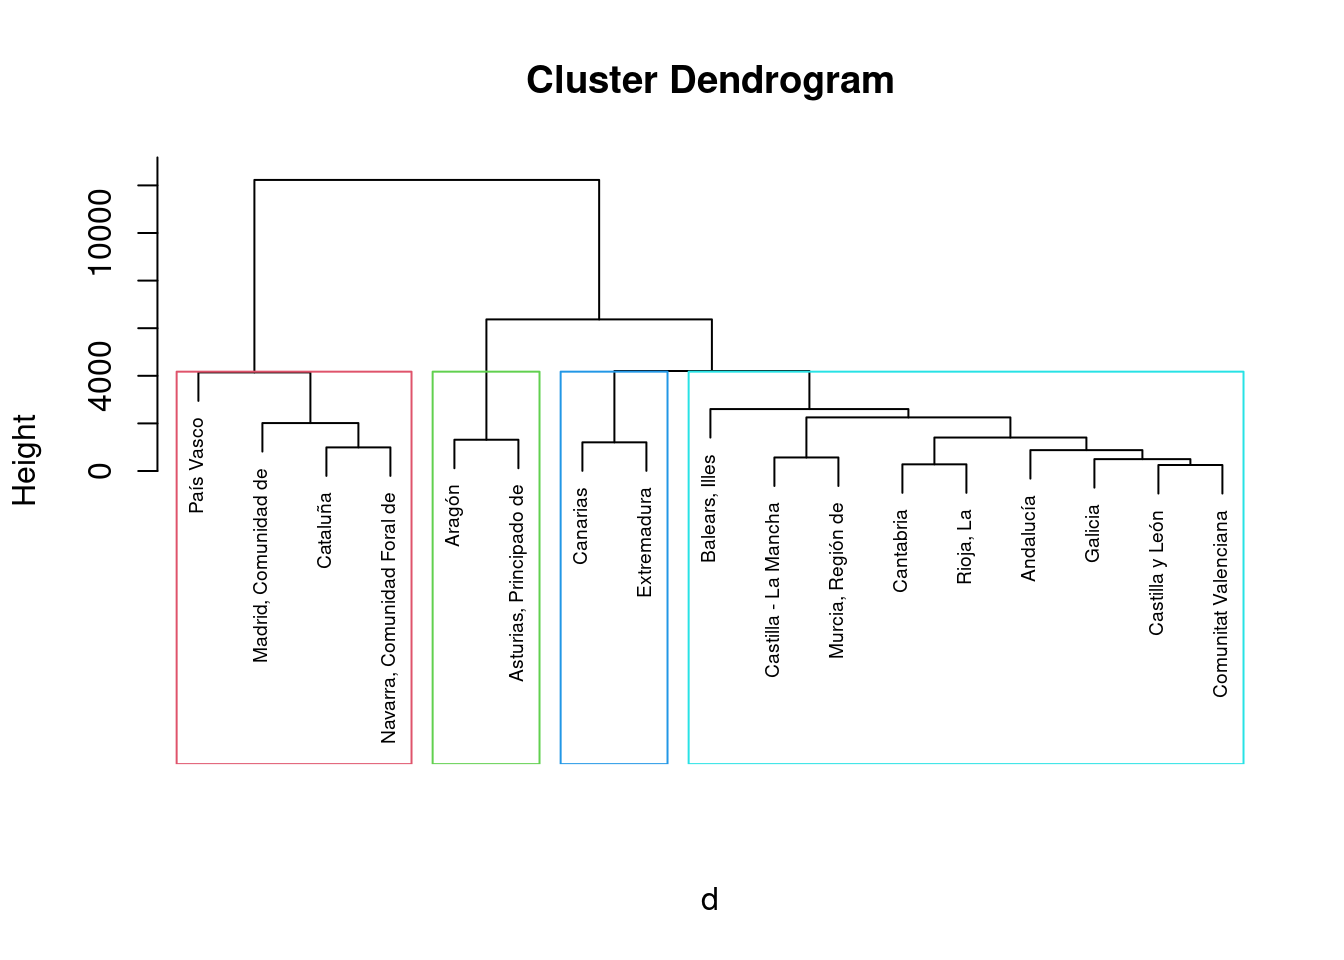 Cluster Dendrogram
Height
10000
4000
0
País Vasco
Madrid, Comunidad de
Cataluña
Navarra, Comunidad Foral de
Aragón
Asturias, Principado de
Canarias
Extremadura
Balears, Illes
Castilla - La Mancha
Murcia, Región de
Cantabria
Rioja, La
Andalucía
Galicia
Castilla y León
Comunitat Valenciana
d